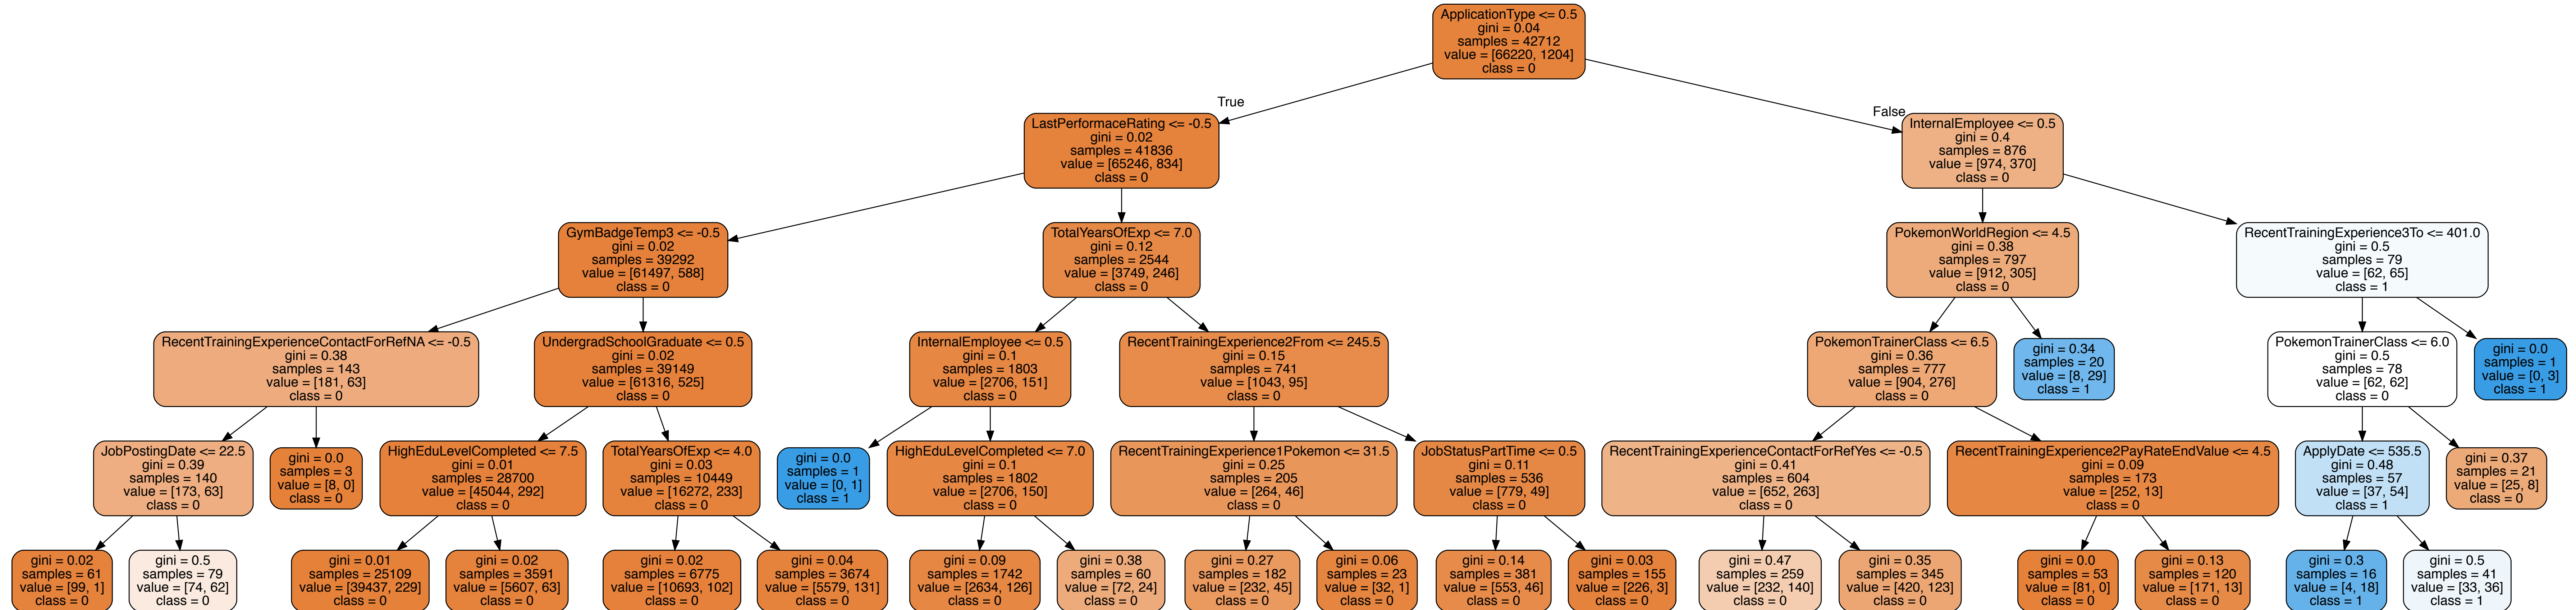 ApplicationType <= 0.5
gini = 0.04
samples = 42712
value = [66220, 1204]
class = 0
True
False
LastPerformaceRating <= -0.5
gini = 0.02
samples = 41836
value = [65246, 834]
class = 0
InternalEmployee <= 0.5
gini = 0.4
samples = 876
value = [974, 370]
class = 0
GymBadgeTemp3 <= -0.5
gini = 0.02
samples = 39292
value = [61497, 588]
class = 0
TotalYearsOfExp <= 7.0
gini = 0.12
samples = 2544
value = [3749, 246]
class = 0
PokemonWorldRegion <= 4.5
gini = 0.38
samples = 797
value = [912, 305]
class = 0
RecentTrainingExperience3To <= 401.0
gini = 0.5
samples = 79
value = [62, 65]
class = 1
RecentTrainingExperienceContactForRefNA <= -0.5
gini = 0.38
samples = 143
value = [181, 63]
class = 0
UndergradSchoolGraduate <= 0.5
gini = 0.02
samples = 39149
value = [61316, 525]
class = 0
InternalEmployee <= 0.5
gini = 0.1
samples = 1803
value = [2706, 151]
class = 0
RecentTrainingExperience2From <= 245.5
gini = 0.15
samples = 741
value = [1043, 95]
class = 0
PokemonTrainerClass <= 6.5
gini = 0.36
samples = 777
value = [904, 276]
class = 0
gini = 0.34
samples = 20
value = [8, 29]
class = 1
PokemonTrainerClass <= 6.0
gini = 0.5
samples = 78
value = [62, 62]
class = 0
gini = 0.0
samples = 1
value = [0, 3]
class = 1
JobPostingDate <= 22.5
gini = 0.39
samples = 140
value = [173, 63]
class = 0
gini = 0.0
samples = 3
value = [8, 0]
class = 0
HighEduLevelCompleted <= 7.5
gini = 0.01
samples = 28700
value = [45044, 292]
class = 0
TotalYearsOfExp <= 4.0
gini = 0.03
samples = 10449
value = [16272, 233]
class = 0
gini = 0.0
samples = 1
value = [0, 1]
class = 1
HighEduLevelCompleted <= 7.0
gini = 0.1
samples = 1802
value = [2706, 150]
class = 0
RecentTrainingExperience1Pokemon <= 31.5
gini = 0.25
samples = 205
value = [264, 46]
class = 0
JobStatusPartTime <= 0.5
gini = 0.11
samples = 536
value = [779, 49]
class = 0
RecentTrainingExperienceContactForRefYes <= -0.5
gini = 0.41
samples = 604
value = [652, 263]
class = 0
RecentTrainingExperience2PayRateEndValue <= 4.5
gini = 0.09
samples = 173
value = [252, 13]
class = 0
ApplyDate <= 535.5
gini = 0.48
samples = 57
value = [37, 54]
class = 1
gini = 0.37
samples = 21
value = [25, 8]
class = 0
gini = 0.02
samples = 61
value = [99, 1]
class = 0
gini = 0.5
samples = 79
value = [74, 62]
class = 0
gini = 0.01
samples = 25109
value = [39437, 229]
class = 0
gini = 0.02
samples = 3591
value = [5607, 63]
class = 0
gini = 0.02
samples = 6775
value = [10693, 102]
class = 0
gini = 0.04
samples = 3674
value = [5579, 131]
class = 0
gini = 0.09
samples = 1742
value = [2634, 126]
class = 0
gini = 0.38
samples = 60
value = [72, 24]
class = 0
gini = 0.27
samples = 182
value = [232, 45]
class = 0
gini = 0.06
samples = 23
value = [32, 1]
class = 0
gini = 0.14
samples = 381
value = [553, 46]
class = 0
gini = 0.03
samples = 155
value = [226, 3]
class = 0
gini = 0.47
samples = 259
value = [232, 140]
class = 0
gini = 0.35
samples = 345
value = [420, 123]
class = 0
gini = 0.0
samples = 53
value = [81, 0]
class = 0
gini = 0.13
samples = 120
value = [171, 13]
class = 0
gini = 0.3
samples = 16
value = [4, 18]
class = 1
gini = 0.5
samples = 41
value = [33, 36]
class = 1